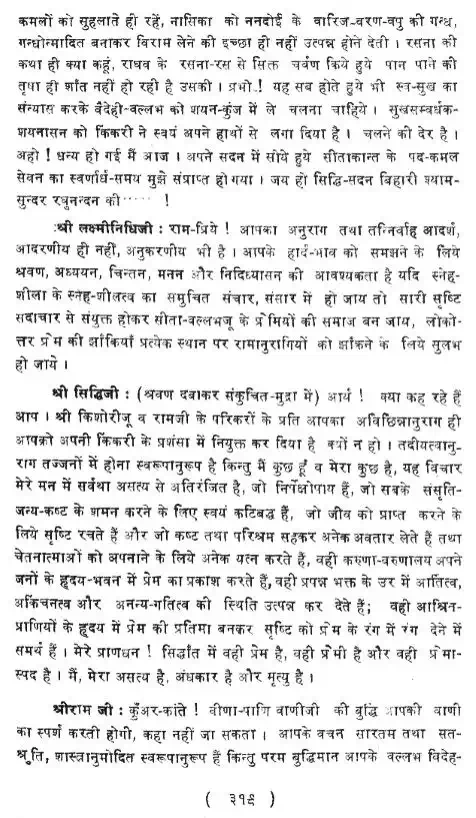 कमलों को सुहलाते ही रहें, नासिका को ननदोई के वारिज-वरण-वपु की गन्ध,
गन्धोन्मादित बनाकर विराम लेने की इच्छा ही नहीं उत्पन्न होने देती । रसना की
कथा ही क्या कहूं, राधव के रसना-रस से सिक्त चर्वण किये हुये पान पाने की
तृषा ही शांत नहीं हो रही है उसकी । प्रभो ! यह सब होते हुये भी स्व-सुख का
संन्यास करके वैदेही-वल्लभ को शयन-कुंज में ले चलना चाहिये । सुखसम्वर्धक-
शयनासन को किंकरी ने स्वयं अपने हाथों से लगा दिया है । चलने की देर है ।
अहो ! धन्य हो गई मैं आज । अपने सदन में सोये हुये सीताकान्त के पद-कमल
सेवन का स्वर्णार्ध-समय मुझे संप्राप्त हो गया । जय हो सिद्धि-सदन बिहारी श्याम-
सुन्दर रघुनन्दन की...... !
श्री लक्ष्मीनिधिजी : राम-प्रिये ! आपका अनुराग तथा तन्निर्वाह आदर्श,
आदरणीय ही नहीं, अनुकरणीय भी है । आपके हार्द-भाव को समझने के लिये
श्रवण, अध्ययन, चिन्तन, मनन और निदिध्यासन की आवश्यकता है यदि स्नेह-
शीला के स्नेह-शीलत्व का समुचित संचार, संसार में हो जाय तो सारी सृष्टि
सदाचार से संयुक्त होकर सीता-वल्लभजू के प्रेमियों की समाज बन जाय, लोको-
त्तर प्रेम की झांकियां प्रत्येक स्थान पर रामानुरागियों को झांकने के लिये सुलभ
हो जाये ।
श्री सिद्धिजी : (श्रवण दबाकर संकुचित-मुद्रा में) आर्य ! क्या कह रहे हैं
आप । श्री किशोरीजू व रामजी के परिकरों के प्रति आपका अविछिन्नानुराग ही
आपको अपनी किंकरी के प्रशंसा में नियुक्त कर दिया है क्यों न हो । तदीयत्वानु-
राग तज्जनों में होना स्वरूपानुरूप है किन्तु मैं कुछ हूँ व मेरा कुछ है, यह विचार
मेरे मन में सर्वथा असत्य से अतिरंजित है, जो निर्पेक्षोपाय हैं, जो सबके संसृति-
जन्य-कष्ट के शमन करने के लिए स्वयं कटिबद्ध हैं, जो जीव को प्राप्त करने के
लिये सृष्टि रचते हैं और जो कष्ट तथा परिश्रम सहकर अनेक अवतार लेते हैं तथा
चेतनात्माओं को अपनाने के लिये अनेक यत्न करते हैं, वही करुणा-वरुणालय अपने
जनों के हृदय-भवन में प्रेम का प्रकाश करते हैं, वही प्रपन्न भक्त के उर में आर्तित्व,
अकिंचनत्व और अनन्य-गतित्व की स्थिति उत्पन्न कर देते हैं; वही आश्रित-
प्राणियों के हृदय में प्रेम की प्रतिमा बनकर सृष्टि को प्रेम के रंग में रंग देने में
समर्थ हैं । मेरे प्राणधन ! सिद्धांत में वही प्रेम है, वही प्रेमी है और वही प्रेमा-
स्पद है । मैं, मेरा असत्य है, अंधकार है और मृत्यु है ।
श्रीराम जी : कुँअर-कांते ! वीणा-पाणि वाणीजी की बुद्धि आपकी वाणी
का स्पर्श करती होगी, कहा नहीं जा सकता । आपके वचन सारतम तथा सत-
श्रुति, शास्त्रानुमोदित स्वरूपानुरूप हैं किन्तु परम बुद्धिमान आपके वल्लभ विदेह-
( ३१९ )